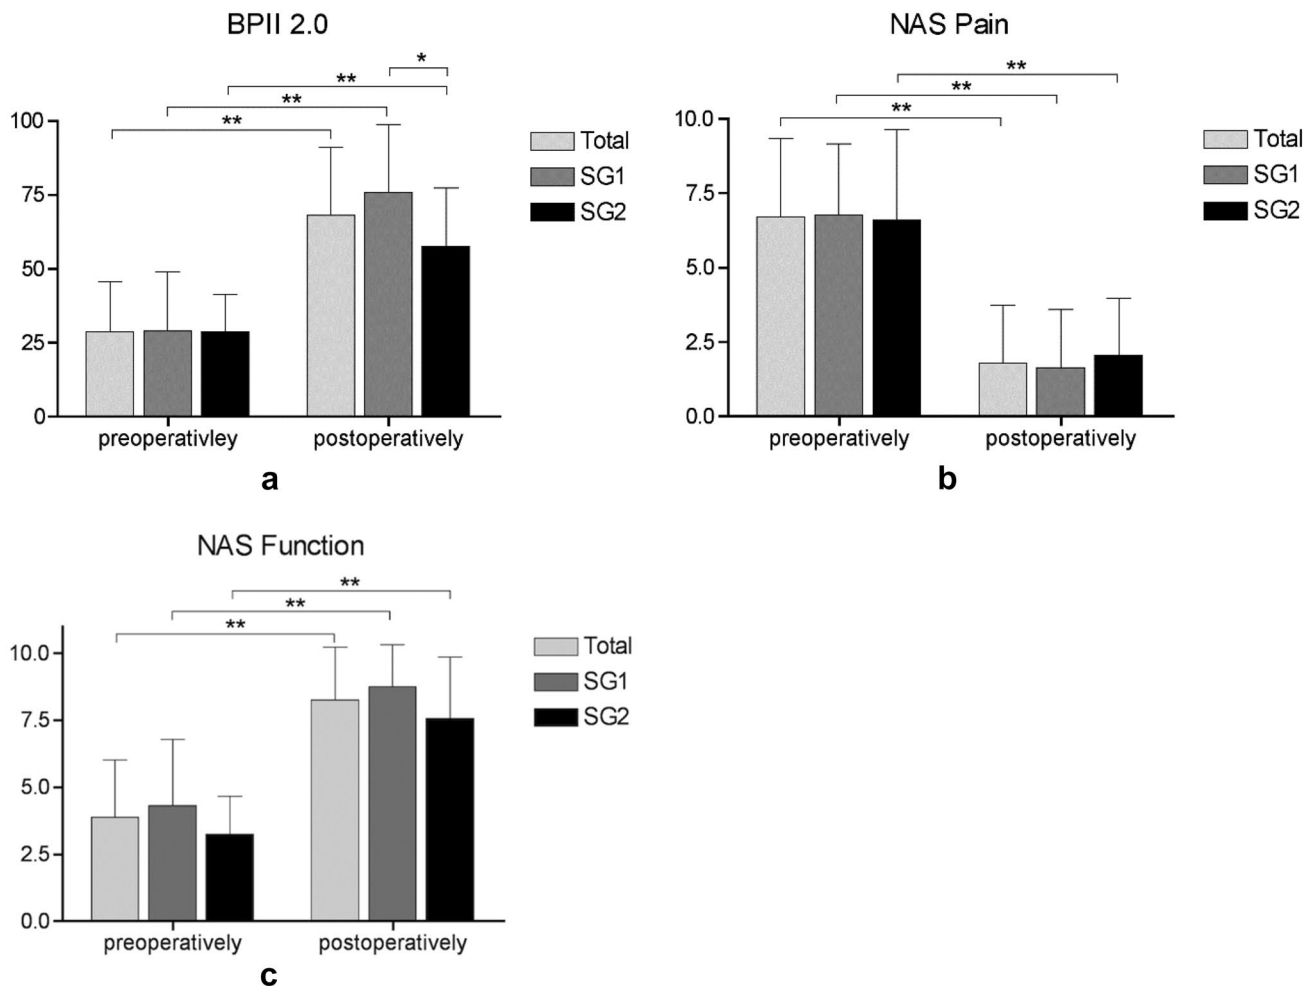 BPII 2.0
*
**
**
**
100
75
50
25
0
Total
SG1
SG2
preoperativley
postoperatively
a
NAS Pain
**
**
**
10.0
7.5
5.0
2.5
0.0
Total
SG1
SG2
preoperatively
postoperatively
b
NAS Function
**
**
**
10.0
7.5
5.0
2.5
0.0
Total
SG1
SG2
preoperatively
postoperatively
c